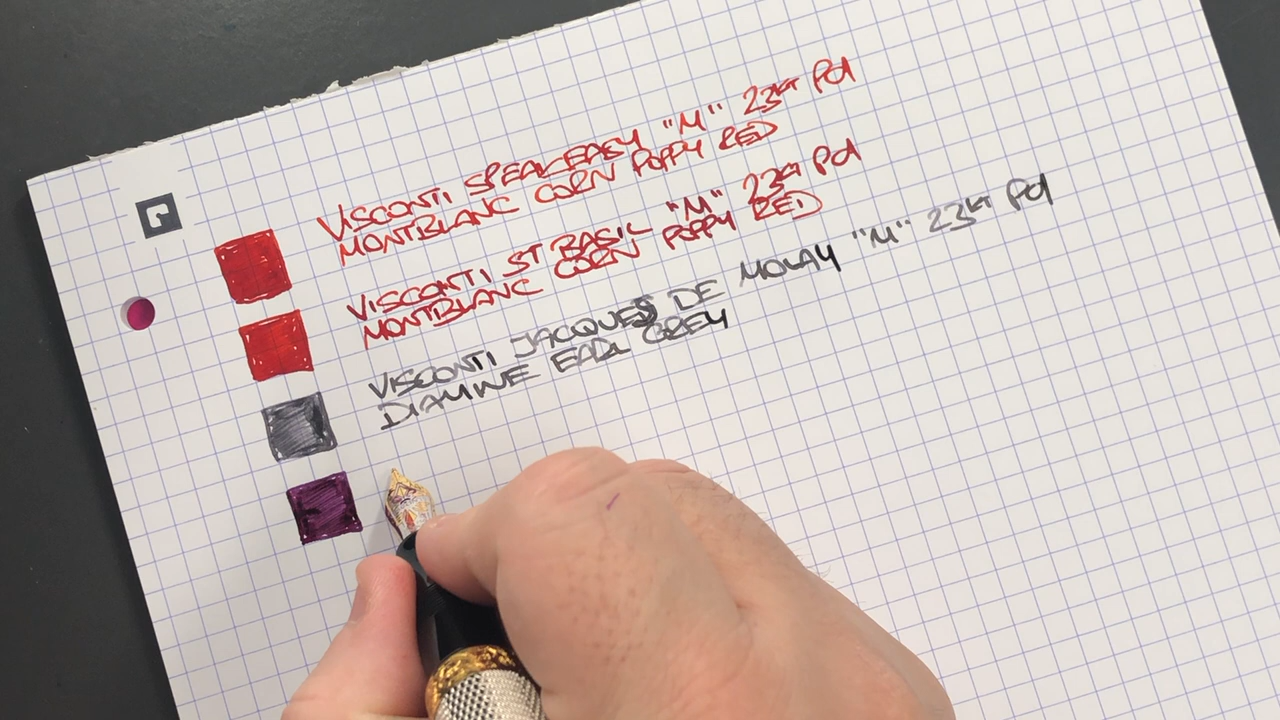 VISCONTI SPEAKEASY "M" 23KT Pd
MONTBLANC CORN POPPY RED
VISCONTI ST BASIL "M" 23KT Pd
MONTBLANC CORN POPPY RED
VISCONTI JACQUES DE MOLAY "M" 23KT Pd
DIAMINE EARL GREY